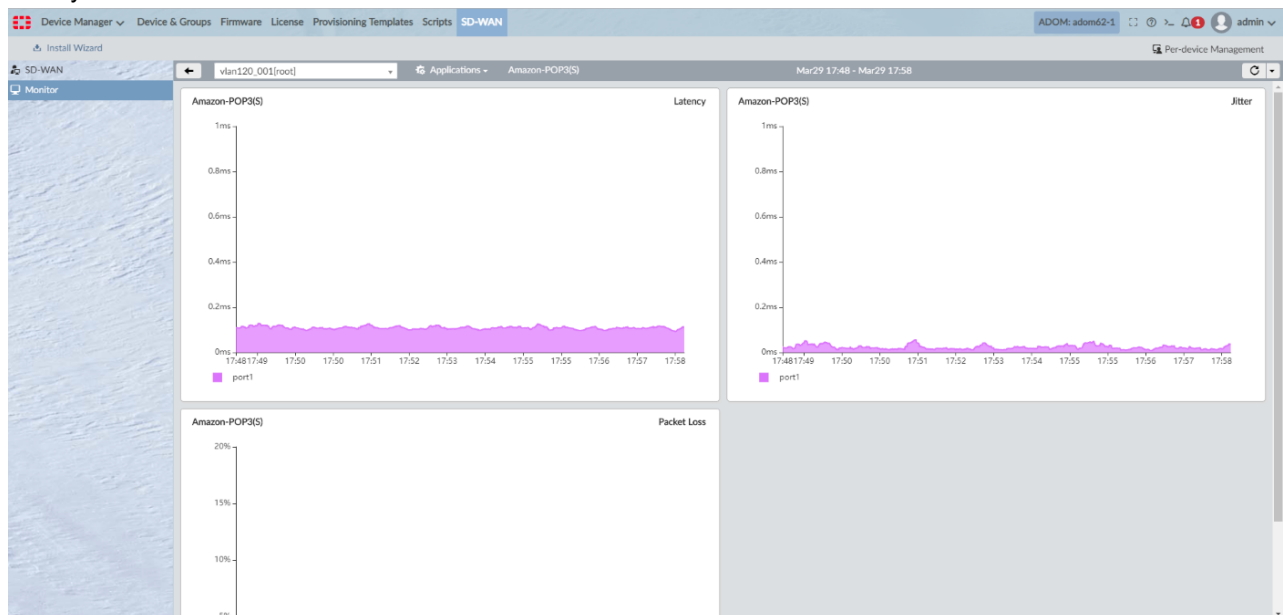 Device Manager Device & Groups Firmware License Provisioning Templates Scripts SD-WAN ADOM: adom62-1 1 admin
Install Wizard Per-device Management
SD-WAN vlan120_001[root] Applications Amazon-POP3(S) Mar29 17:48 - Mar29 17:58
Monitor
Amazon-POP3(S) Latency
1ms
0.8ms
0.6ms
0.4ms
0.2ms
0ms
17:48 17:49 17:50 17:50 17:51 17:52 17:53 17:54 17:55 17:55 17:56 17:57 17:58
port1
Amazon-POP3(S) Jitter
1ms
0.8ms
0.6ms
0.4ms
0.2ms
0ms
17:48 17:49 17:50 17:50 17:51 17:52 17:53 17:54 17:55 17:55 17:56 17:57 17:58
port1
Amazon-POP3(S) Packet Loss
20%
15%
10%